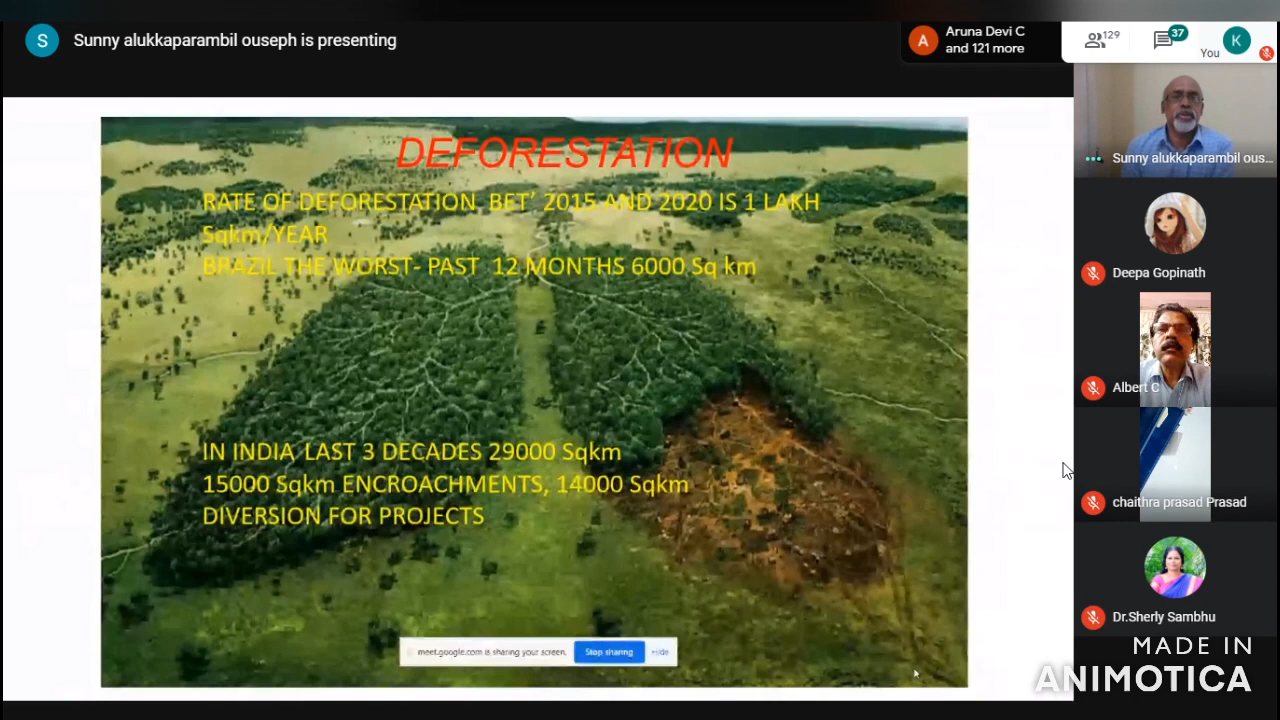 S
Sunny alukkaparambil ouseph is presenting
A
Aruna Devi C
and 121 more
129
37
You
K
DEFORESTATION
RATE OF DEFORESTATION BET' 2015 AND 2020 IS 1 LAKH
Sqkm/YEAR
BRAZIL THE WORST- PAST 12 MONTHS 6000 Sq km
IN INDIA LAST 3 DECADES 29000 Sqkm
15000 Sqkm ENCROACHMENTS, 14000 Sqkm
DIVERSION FOR PROJECTS
meet.google.com is sharing your screen.
Stop sharing
Hide
Sunny alukkaparambil ous...
Deepa Gopinath
Albert C
chaithra prasad Prasad
Dr.Sherly Sambhu
MADE IN
ANIMOTICA